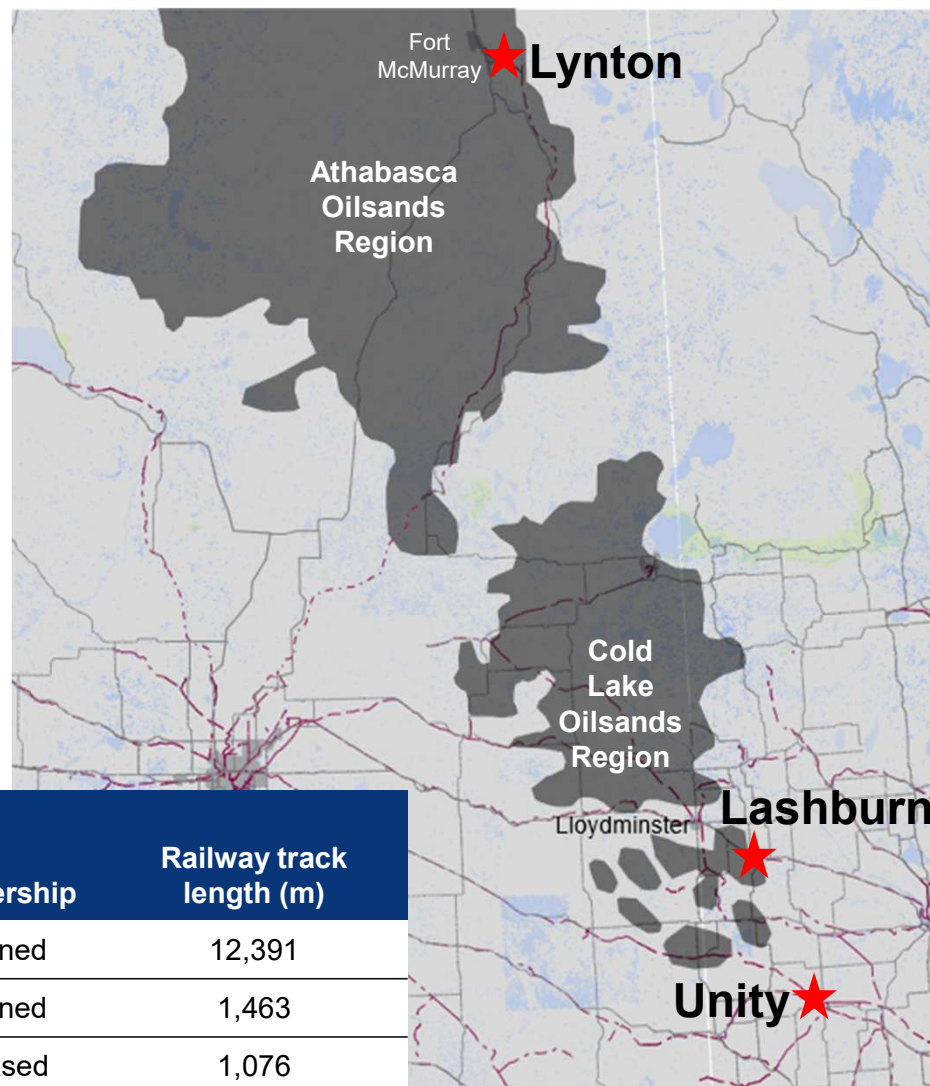 Fort
McMurray
Lynton
Athabasca
Oilsands
Region
Cold
Lake
Oilsands
Region
Lashburn
Lloydminster
Unity
ership
Railway track
length (m)
ned
12,391
ned
1,463
sed
1,076